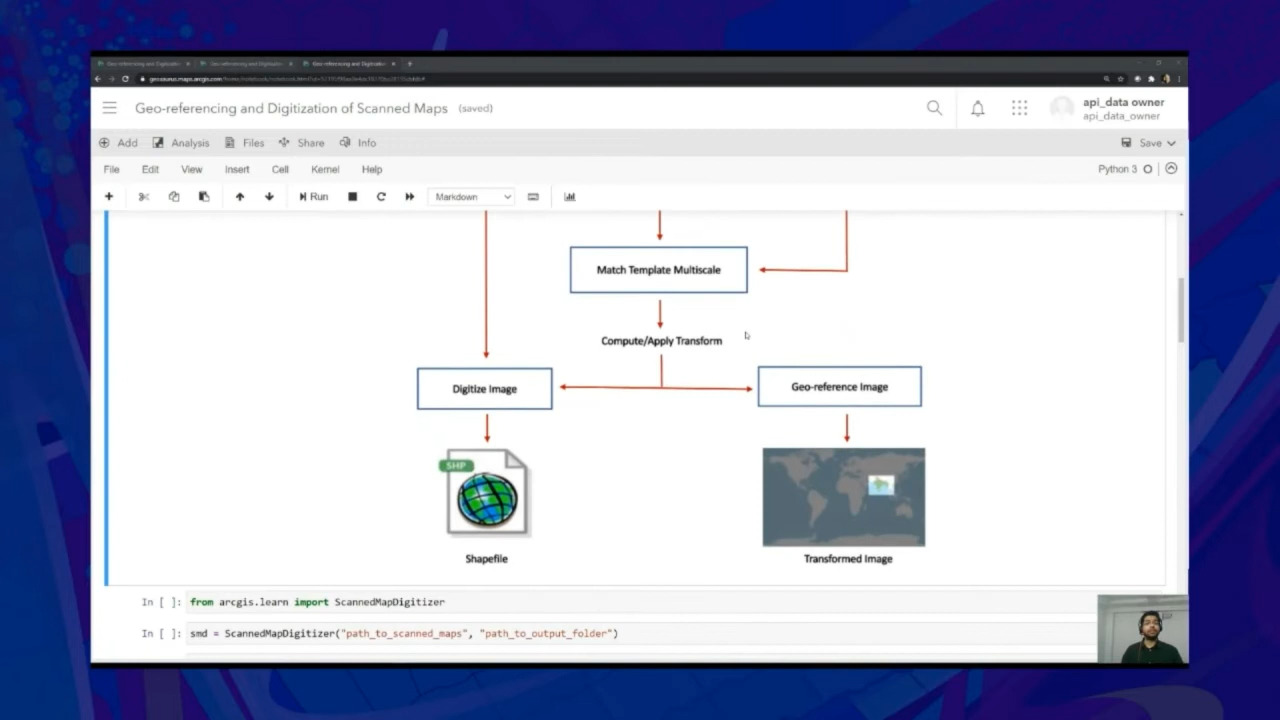 Geo-referencing and Digitization of Scanned Maps (saved)
api_data owner
api_data_owner
Add Analysis Files Share Info
Save
File Edit View Insert Cell Kernel Help
Python 3
Run
Markdown
Match Template Multiscale
Compute/Apply Transform
Digitize Image
Geo-reference Image
SHP
Shapefile
Transformed Image
In [ ]: from arcgis.learn import ScannedMapDigitizer
In [ ]: smd = ScannedMapDigitizer("path_to_scanned_maps", "path_to_output_folder")